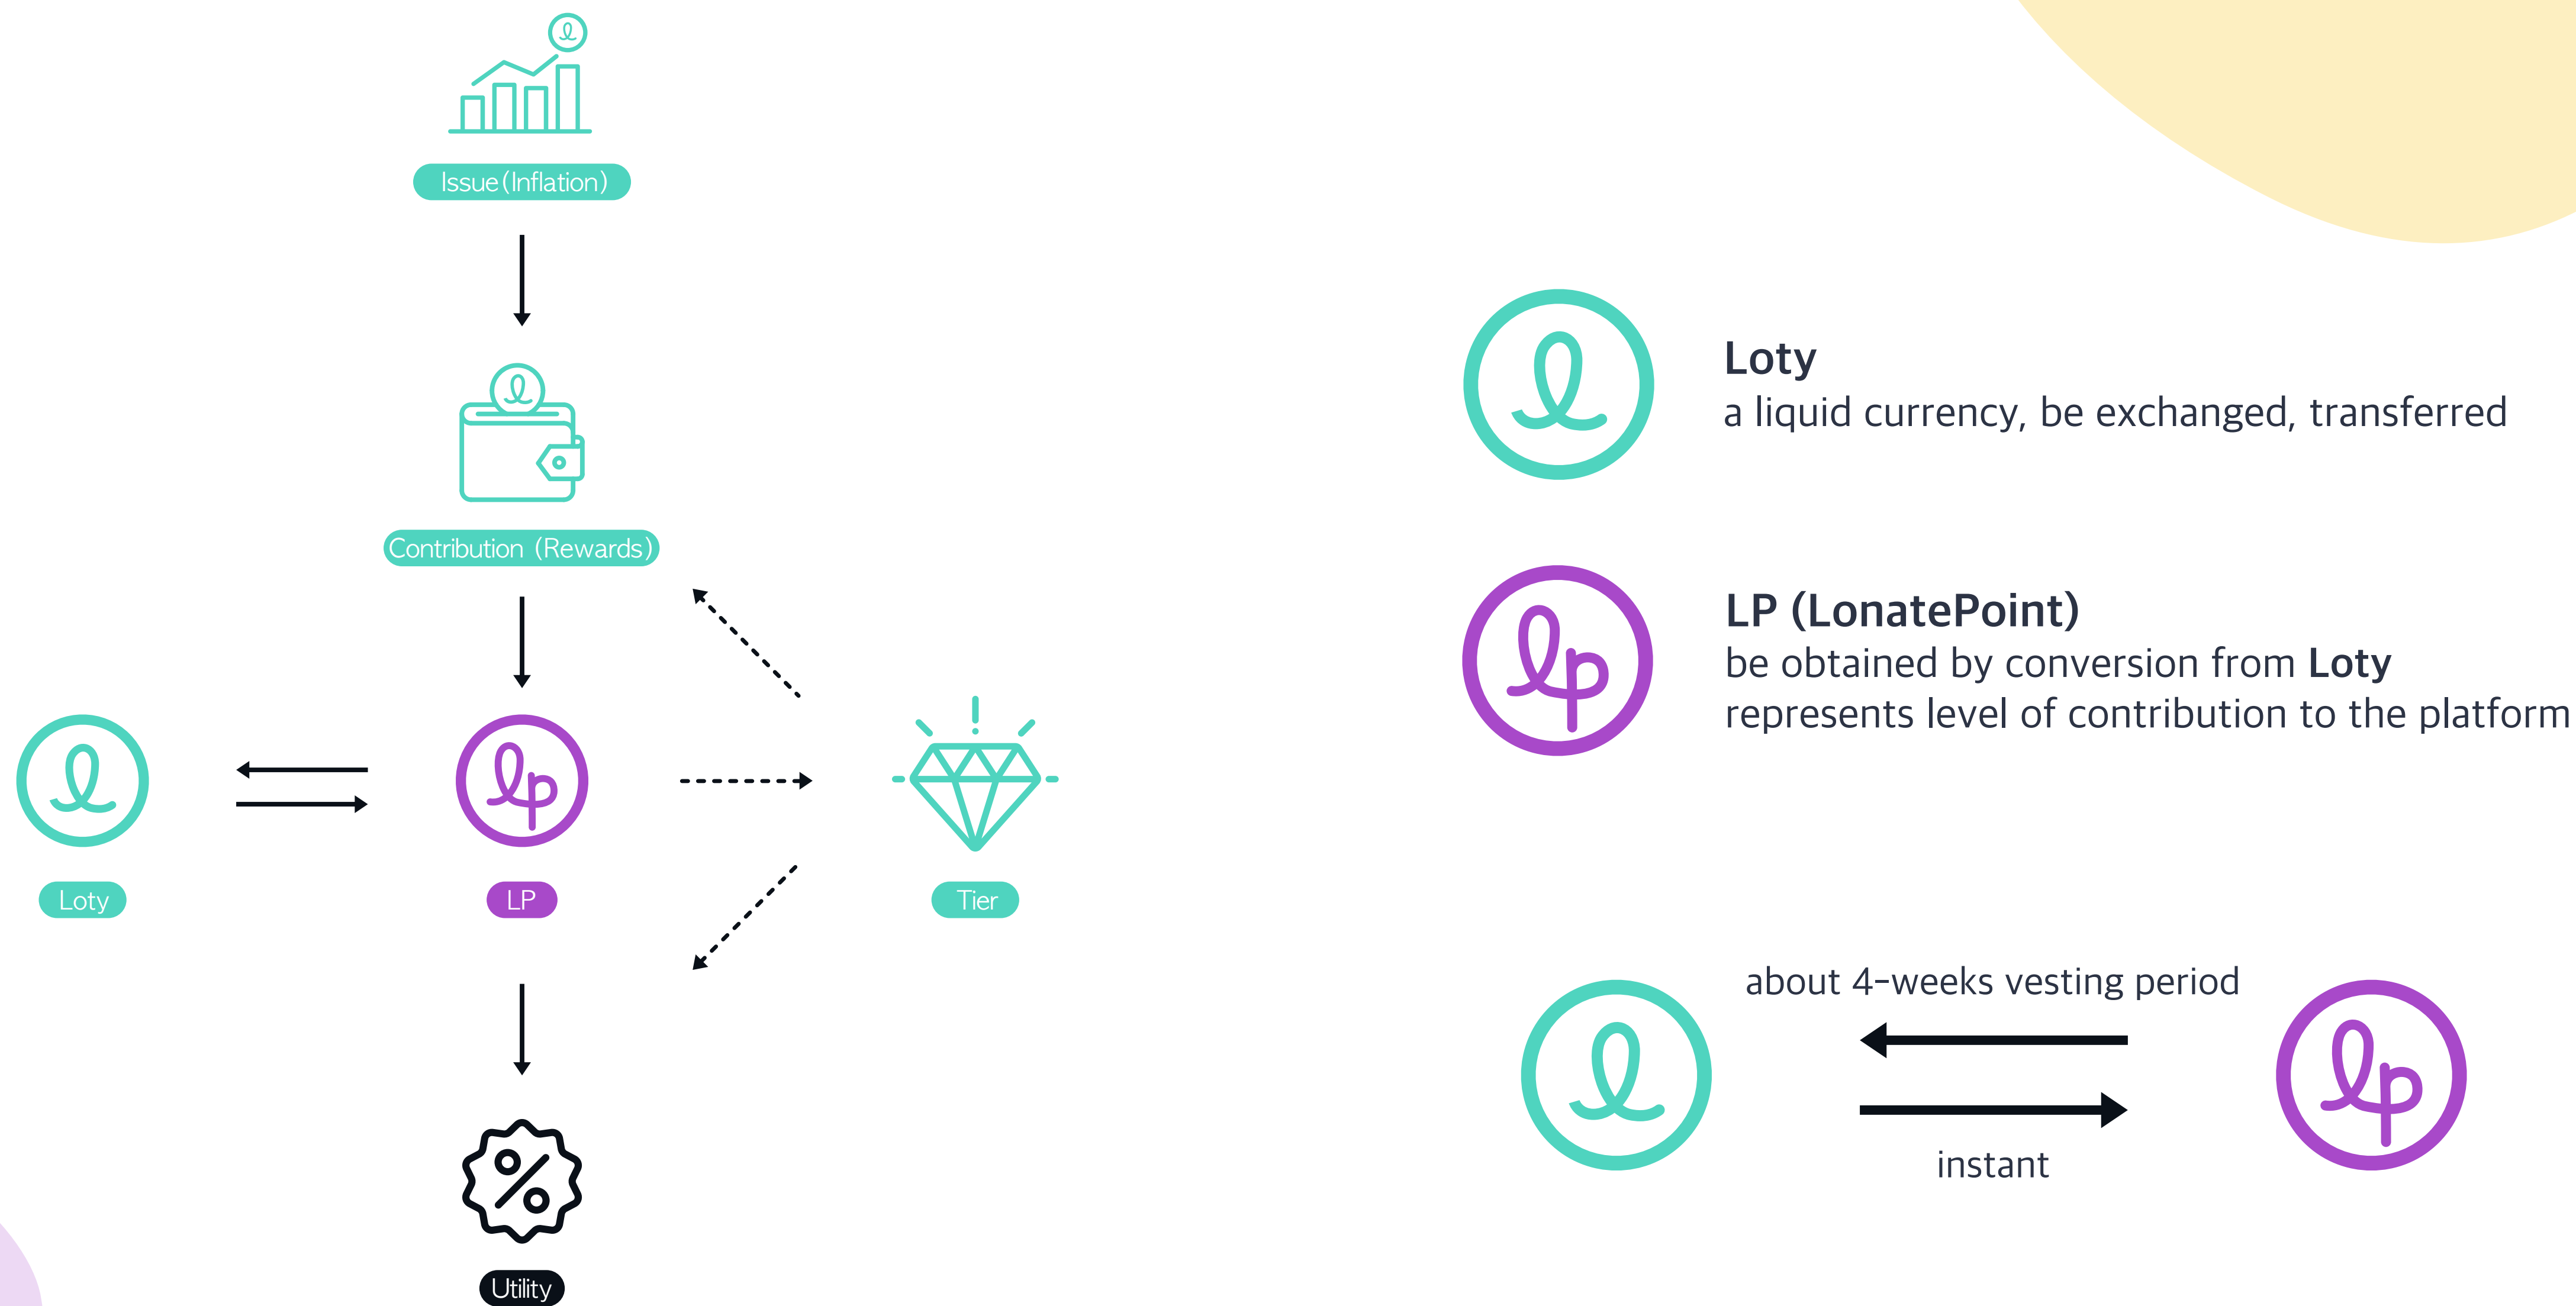 Issue(Inflation)
Contribution (Rewards)
Loty
LP
Tier
Utility
Loty
a liquid currency, be exchanged, transferred
LP (LonatePoint)
be obtained by conversion from Loty
represents level of contribution to the platform
about 4-weeks vesting period
instant